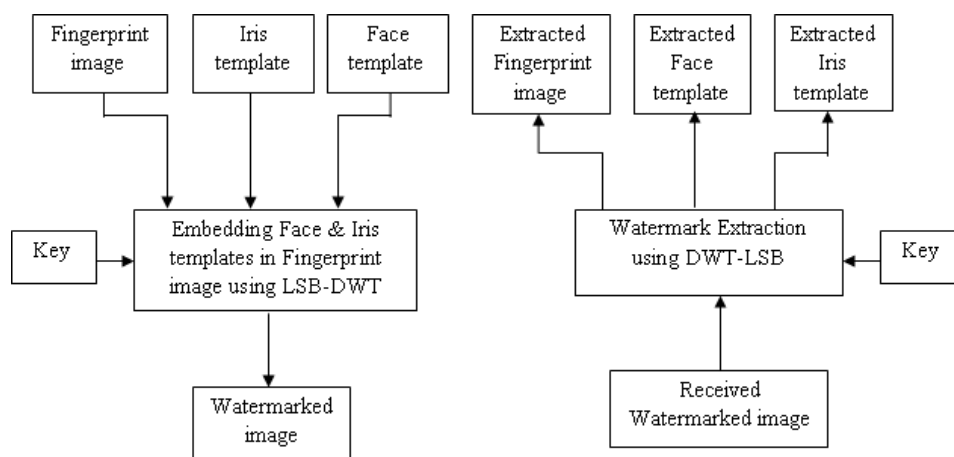 Fingerprint
image
Iris
template
Face
template
Key
Embedding Face & Iris
templates in Fingerprint
image using LSB-DWT
Watermarked
image
Extracted
Fingerprint
image
Extracted
Face
template
Extracted
Iris
template
Watermark Extraction
using DWT-LSB
Key
Received
Watermarked image